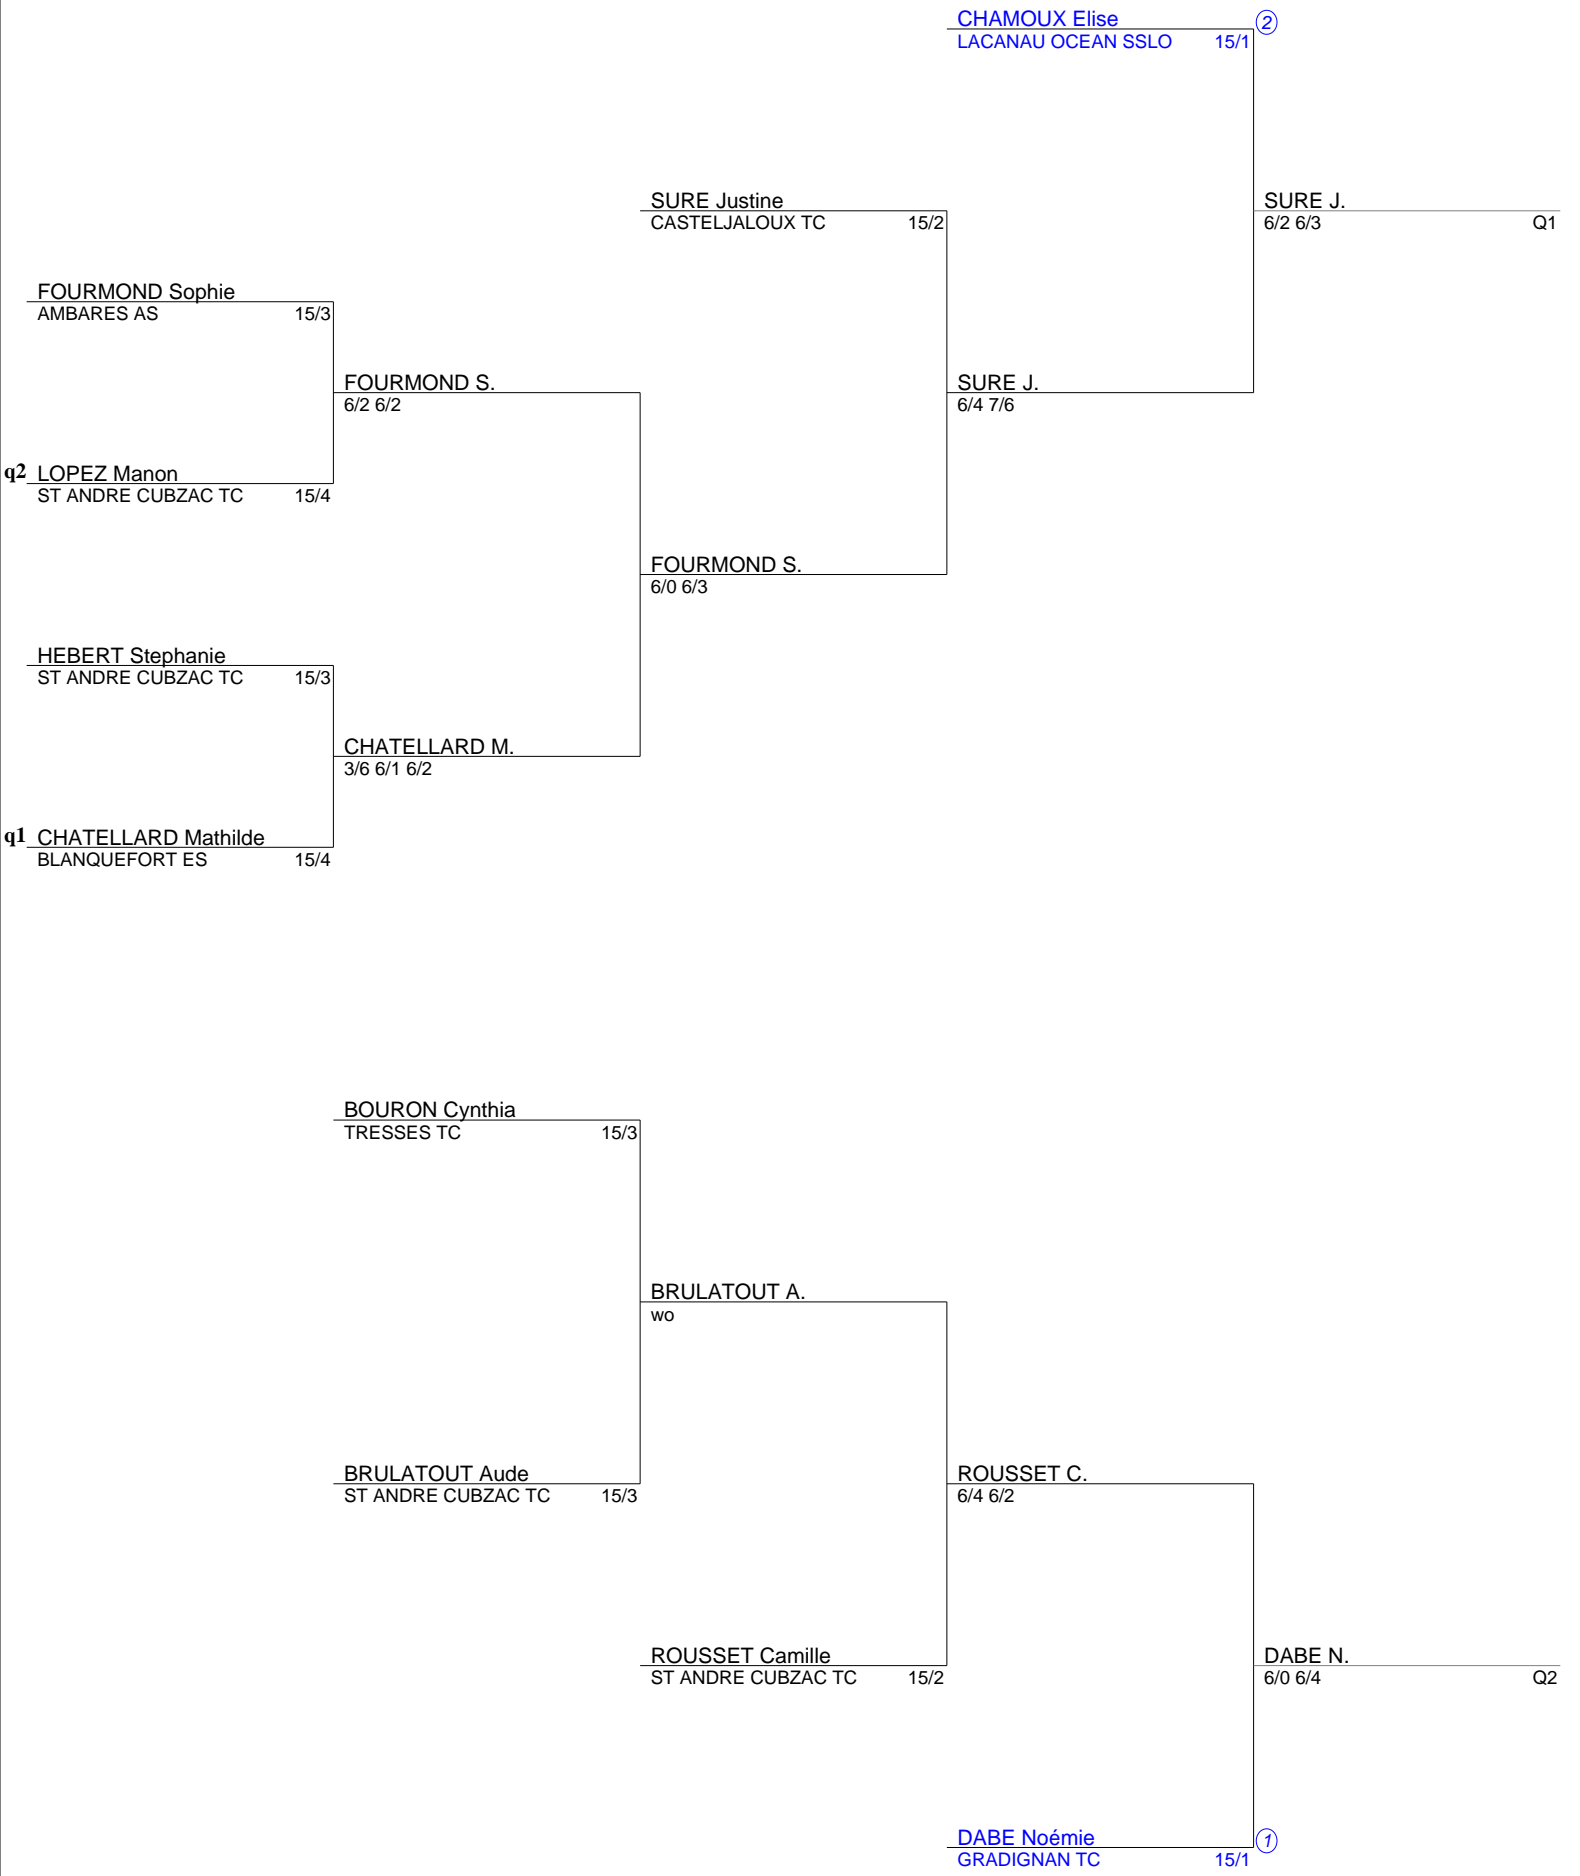 CHAMOUX Elise 2
LACANAU OCEAN SSLO 15/1
SURE Justine
CASTELJALOUX TC 15/2
SURE J.
6/2 6/3 Q1
FOURMOND Sophie
AMBARES AS 15/3
FOURMOND S.
6/2 6/2
SURE J.
6/4 7/6
q2 LOPEZ Manon
ST ANDRE CUBZAC TC 15/4
FOURMOND S.
6/0 6/3
HEBERT Stephanie
ST ANDRE CUBZAC TC 15/3
CHATELLARD M.
3/6 6/1 6/2
q1 CHATELLARD Mathilde
BLANQUEFORT ES 15/4
BOURON Cynthia
TRESSES TC 15/3
BRULATOUT A.
wo
BRULATOUT Aude
ST ANDRE CUBZAC TC 15/3
ROUSSET C.
6/4 6/2
ROUSSET Camille
ST ANDRE CUBZAC TC 15/2
DABE N.
6/0 6/4 Q2
DABE Noémie 1
GRADIGNAN TC 15/1